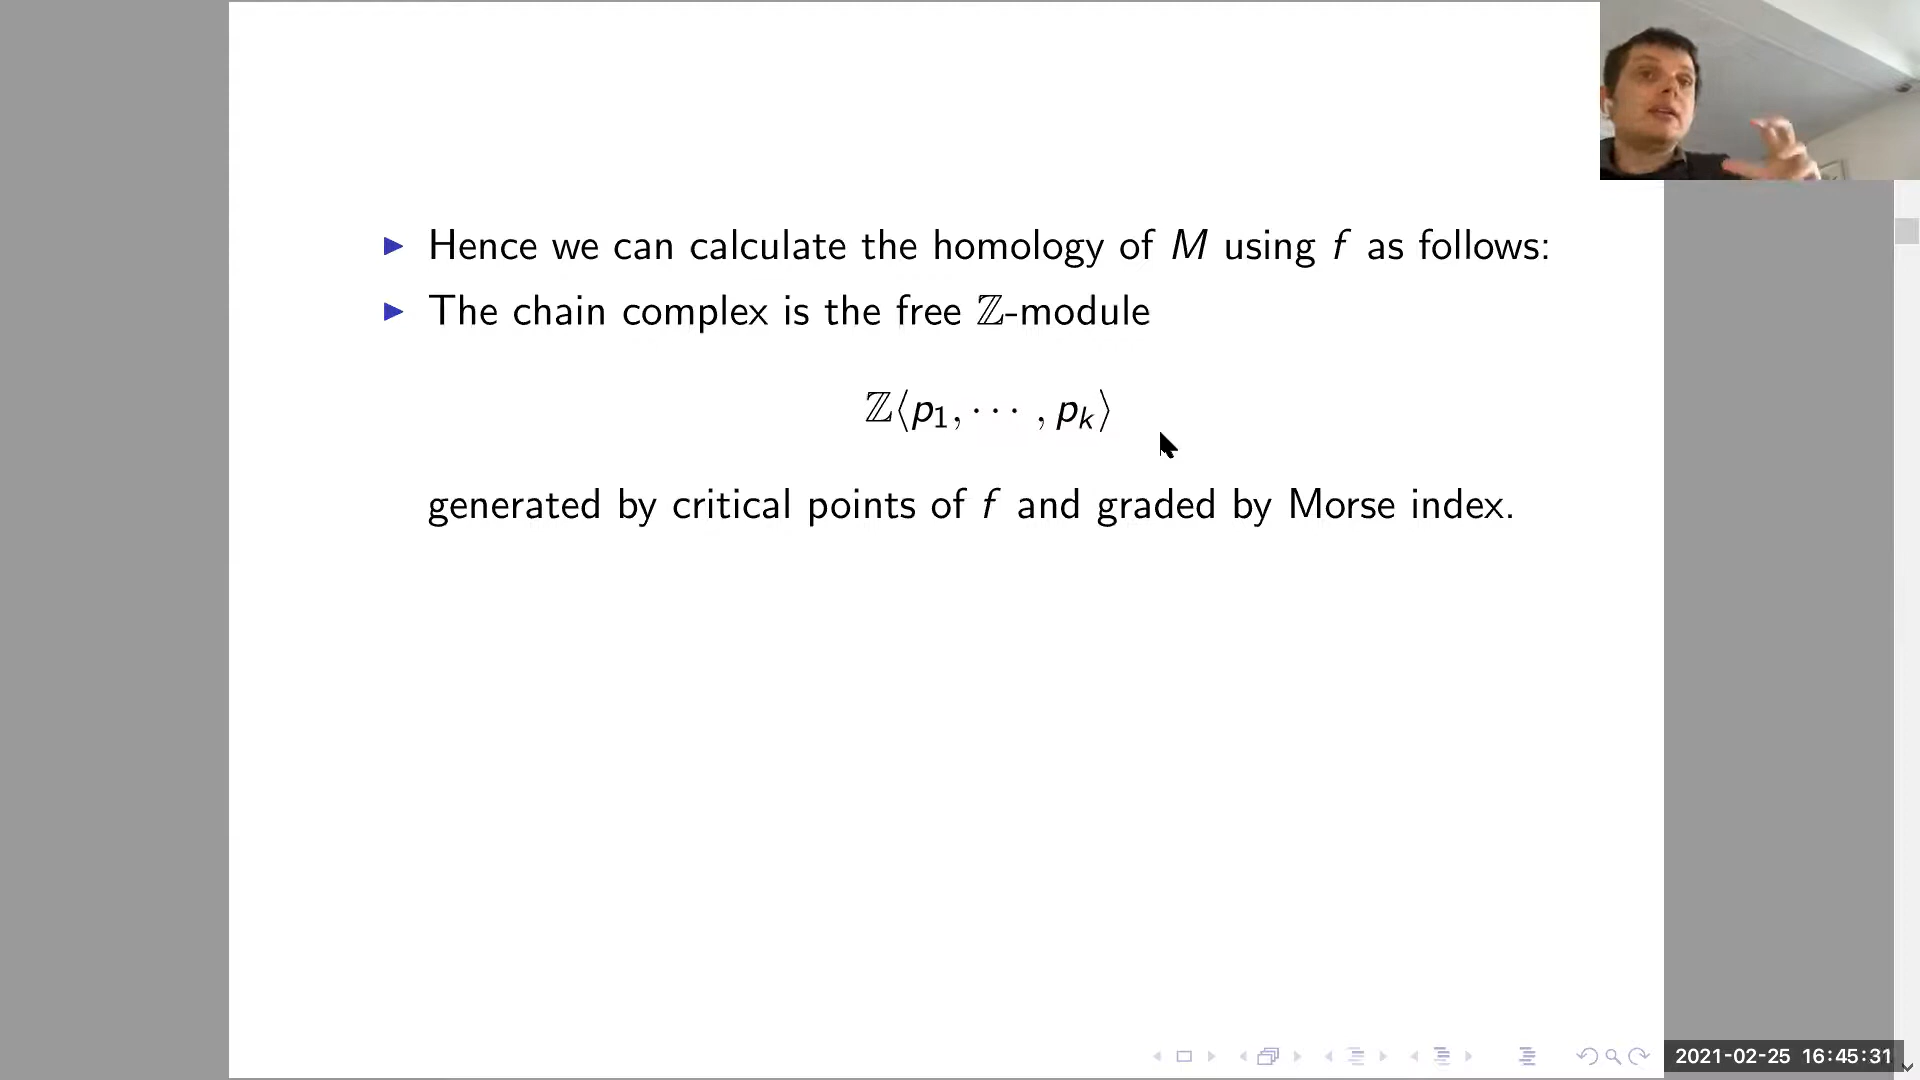 ▶ Hence we can calculate the homology of M using f as follows:
▶ The chain complex is the free ℤ-module
ℤ⟨p₁, ⋯ , pₖ⟩
generated by critical points of f and graded by Morse index.
2021-02-25 16:45:31